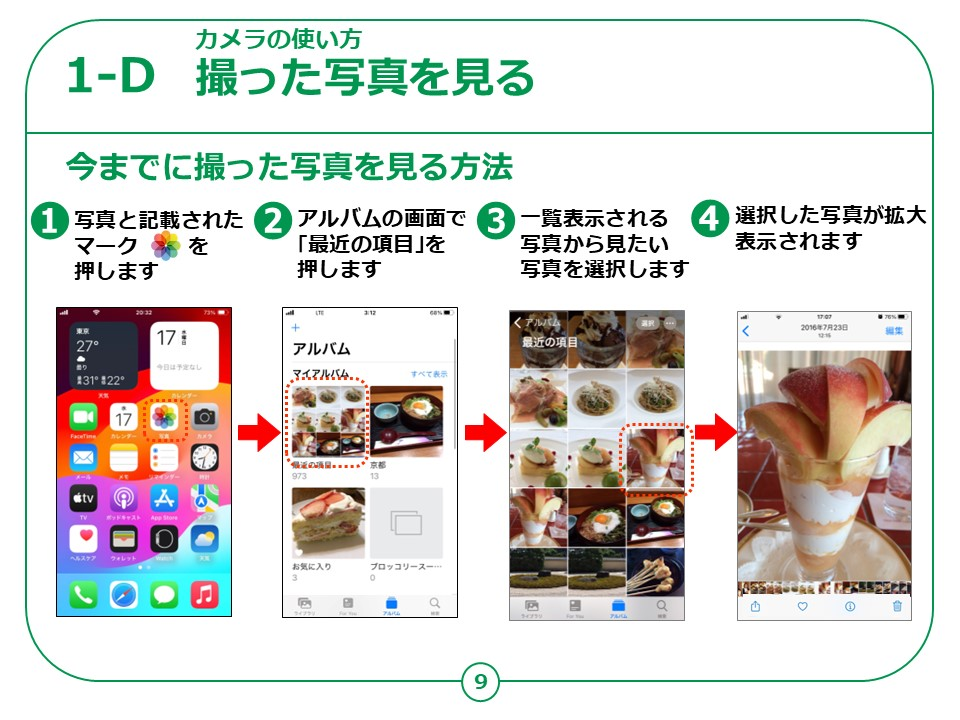 カメラの使い方
1-D 撮った写真を見る
今までに撮った写真を見る方法
1 写真と記載された
マーク を
押します
2 アルバムの画面で
「最近の項目」を
押します
3 一覧表示される
写真から見たい
写真を選択します
4 選択した写真が拡大
表示されます
20:32
73%
東京
27°
曇り
最高31° 最低22°
天気
17 水曜日
今日は予定なし
カレンダー
FaceTime
水
17
カレンダー
写真
カメラ
メール
メモ
リマインダー
時計
tv
TV
ポッドキャスト
App Store
マップ
ヘルスケア
ウォレット
Watch
天気
LTE
3:12
68%
+
アルバム
マイアルバム すべて表示
最近の項目
973
京都
13
お気に入り
3
ブロッコリースー…
0
ライブラリ For You アルバム 検索
アルバム
選択
最近の項目
ライブラリ For You アルバム 検索
17:07
76%
2016年7月23日
12:15
編集
9